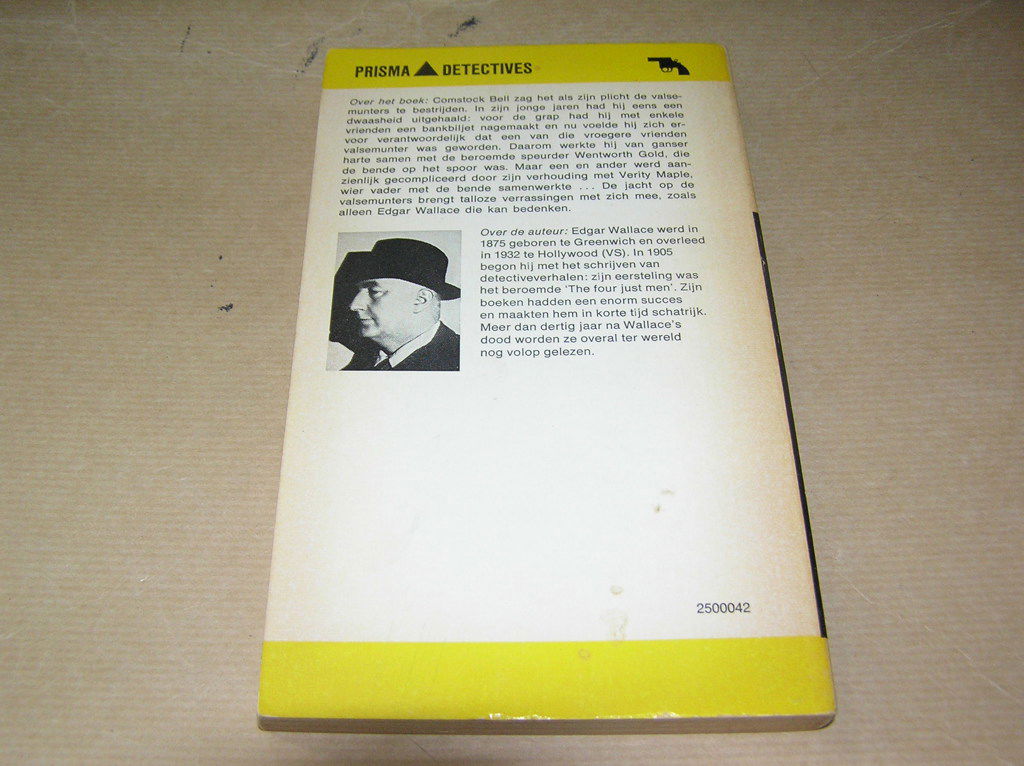 PRISMA DETECTIVES
Over het boek: Comstock Bell zag het als zijn plicht de valse-
munters te bestrijden. In zijn jonge jaren had hij eens een
dwaasheid uitgehaald: voor de grap had hij met enkele
vrienden een bankbiljet nagemaakt en nu voelde hij zich er-
voor verantwoordelijk dat een van die vroegere vrienden
valsemunter was geworden. Daarom werkte hij van ganser
harte samen met de beroemde speurder Wentworth Gold, die
de bende op het spoor was. Maar een en ander werd aan-
zienlijk gecompliceerd door zijn verhouding met Verity Maple,
wier vader met de bende samenwerkte ... De jacht op de
valsemunters brengt talloze verrassingen met zich mee, zoals
alleen Edgar Wallace die kan bedenken.
Over de auteur: Edgar Wallace werd in
1875 geboren te Greenwich en overleed
in 1932 te Hollywood (VS). In 1905
begon hij met het schrijven van
detectiveverhalen: zijn eersteling was
het beroemde 'The four just men'. Zijn
boeken hadden een enorm succes
en maakten hem in korte tijd schatrijk.
Meer dan dertig jaar na Wallace's
dood worden ze overal ter wereld
nog volop gelezen.
2500042